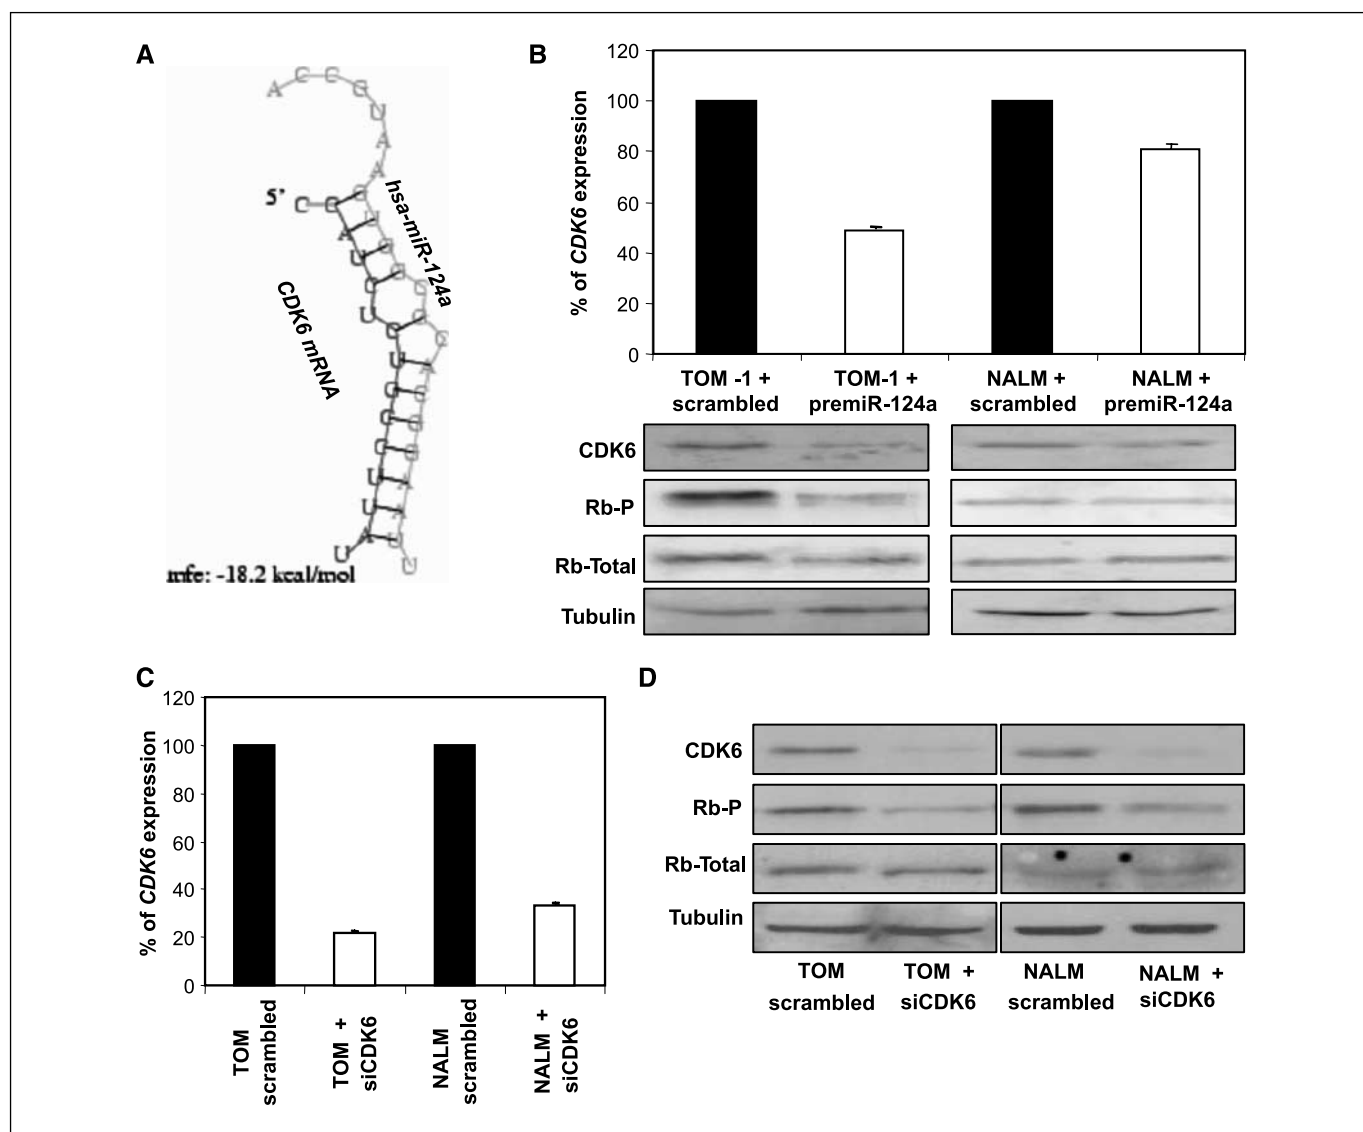 A
5'
hsa-miR-124a
CDK6 mRNA
mfe: -18.2 kcal/mol
B
% of CDK6 expression
120
100
80
60
40
20
0
TOM -1 + scrambled
TOM-1 + premiR-124a
NALM + scrambled
NALM + premiR-124a
CDK6
Rb-P
Rb-Total
Tubulin
C
% of CDK6 expression
120
100
80
60
40
20
0
TOM scrambled
TOM + siCDK6
NALM scrambled
NALM + siCDK6
D
CDK6
Rb-P
Rb-Total
Tubulin
TOM scrambled
TOM + siCDK6
NALM scrambled
NALM + siCDK6